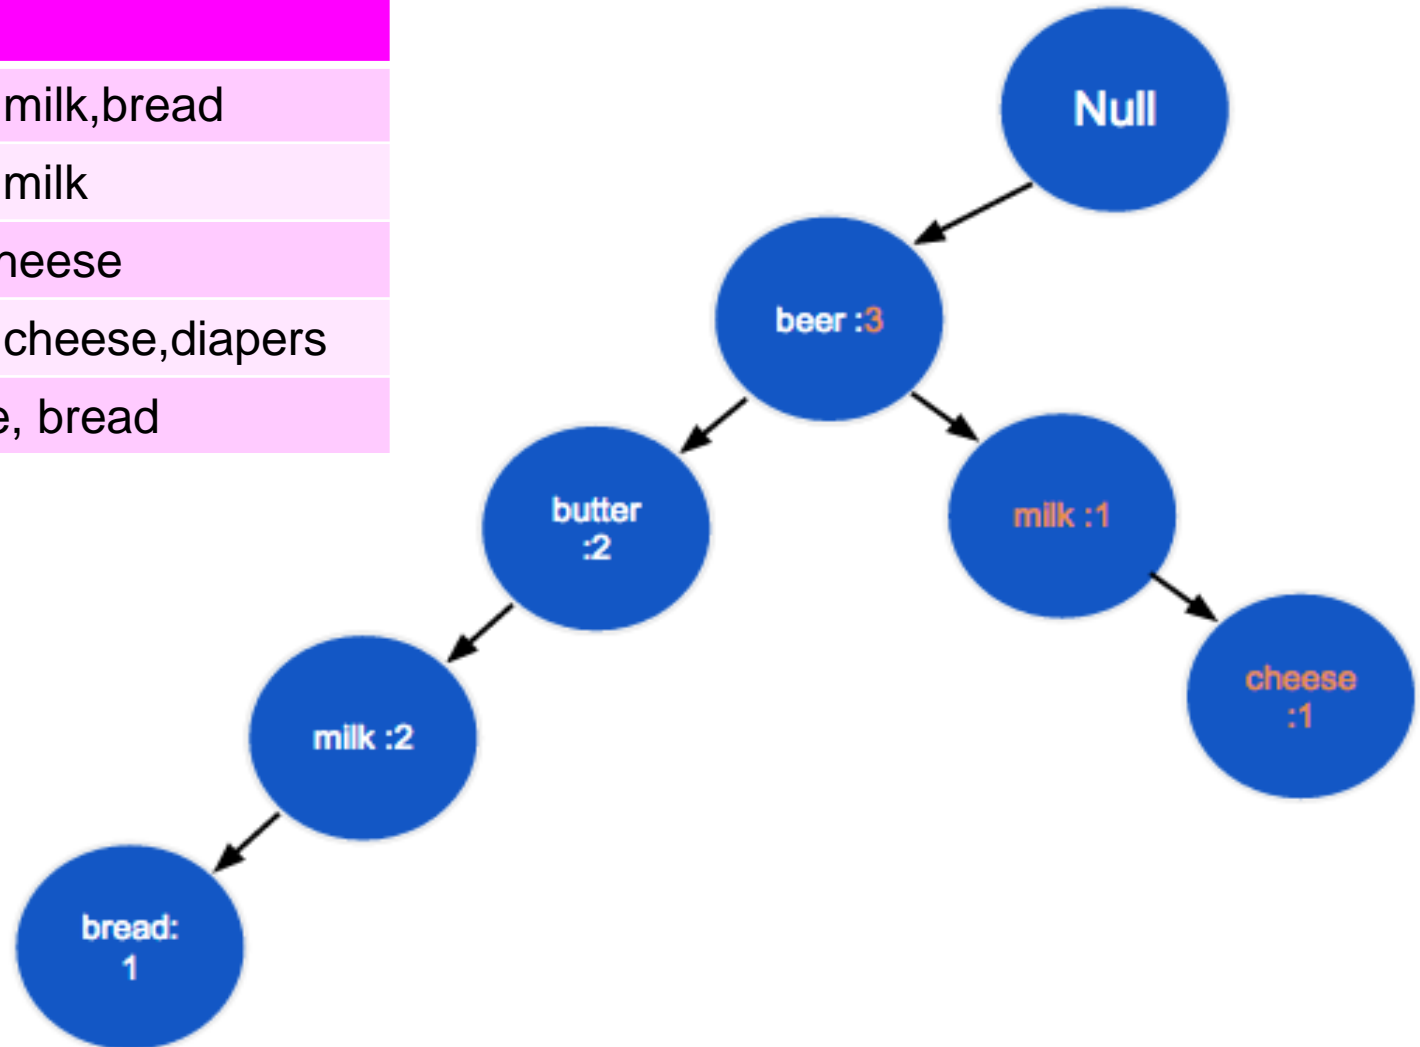 milk,bread
milk
heese
cheese,diapers
e, bread
Null
beer :3
butter
:2
milk :1
cheese
:1
milk :2
bread:
1